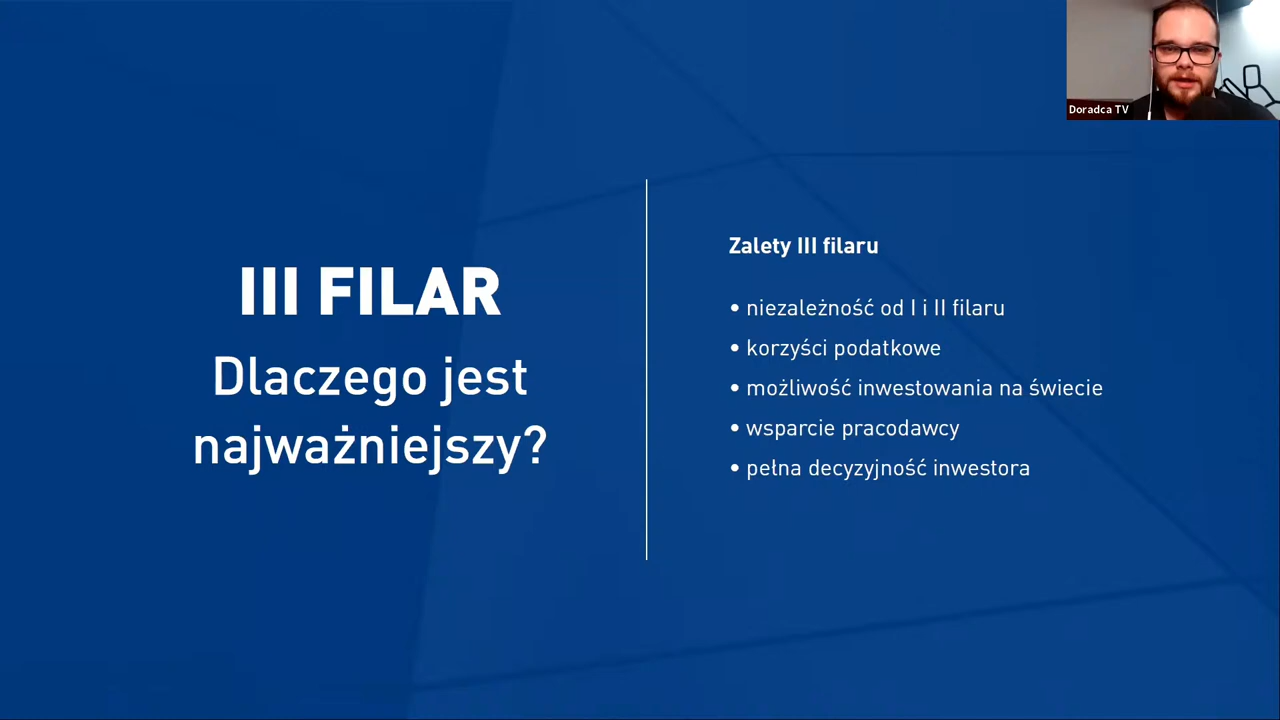 Doradca TV
III FILAR
Dlaczego jest
najważniejszy?
Zalety III filaru
• niezależność od I i II filaru
• korzyści podatkowe
• możliwość inwestowania na świecie
• wsparcie pracodawcy
• pełna decyzyjność inwestora